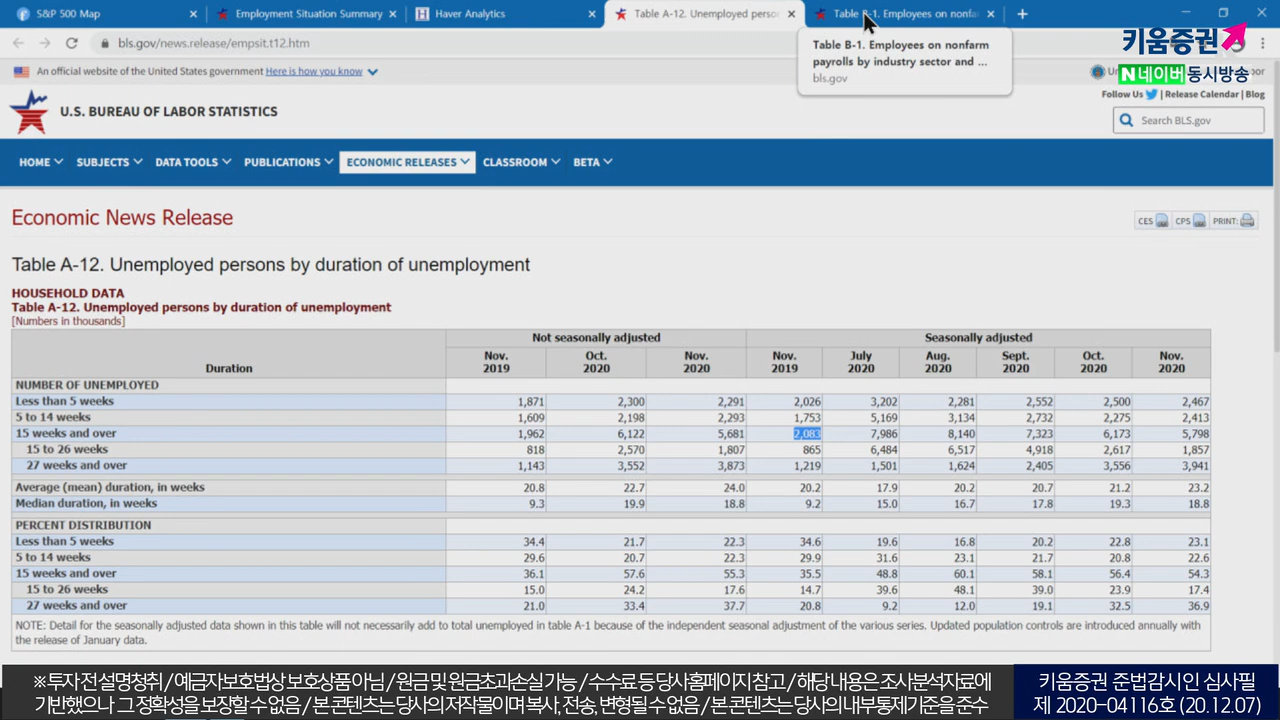 S&P 500 Map
Employment Situation Summary
Haver Analytics
Table A-12. Unemployed perso
Table B-1. Employees on nonfa
bls.gov/news.release/empsit.t12.htm
Table B-1. Employees on nonfarm
payrolls by industry sector and ...
bls.gov
키움증권
N네이버 동시방송
An official website of the United States government Here is how you know
Follow Us | Release Calendar | Blog
U.S. BUREAU OF LABOR STATISTICS
Search BLS.gov
HOME SUBJECTS DATA TOOLS PUBLICATIONS ECONOMIC RELEASES CLASSROOM BETA
Economic News Release
CES CPS PRINT:
Table A-12. Unemployed persons by duration of unemployment
HOUSEHOLD DATA
Table A-12. Unemployed persons by duration of unemployment
[Numbers in thousands]
Duration Not seasonally adjusted Seasonally adjusted
Nov. 2019 Oct. 2020 Nov. 2020 Nov. 2019 July 2020 Aug. 2020 Sept. 2020 Oct. 2020 Nov. 2020
NUMBER OF UNEMPLOYED
Less than 5 weeks 1,871 2,300 2,291 2,026 3,202 2,281 2,552 2,500 2,467
5 to 14 weeks 1,609 2,198 2,293 1,753 5,169 3,134 2,732 2,275 2,413
15 weeks and over 1,962 6,122 5,681 2,083 7,986 8,140 7,323 6,173 5,798
15 to 26 weeks 818 2,570 1,807 865 6,484 6,517 4,918 2,617 1,857
27 weeks and over 1,143 3,552 3,873 1,219 1,501 1,624 2,405 3,556 3,941
Average (mean) duration, in weeks 20.8 22.7 24.0 20.2 17.9 20.2 20.7 21.2 23.2
Median duration, in weeks 9.3 19.9 18.8 9.2 15.0 16.7 17.8 19.3 18.8
PERCENT DISTRIBUTION
Less than 5 weeks 34.4 21.7 22.3 34.6 19.6 16.8 20.2 22.8 23.1
5 to 14 weeks 29.6 20.7 22.3 29.9 31.6 23.1 21.7 20.8 22.6
15 weeks and over 36.1 57.6 55.3 35.5 48.8 60.1 58.1 56.4 54.3
15 to 26 weeks 15.0 24.2 17.6 14.7 39.6 48.1 39.0 23.9 17.4
27 weeks and over 21.0 33.4 37.7 20.8 9.2 12.0 19.1 32.5 36.9
NOTE: Detail for the seasonally adjusted data shown in this table will not necessarily add to total unemployed in table A-1 because of the independent seasonal adjustment of the various series. Updated population controls are introduced annually with
the release of January data.
※ 투자 전 설명청취 / 예금자보호법상 보호상품 아님 / 원금 및 원금초과손실 가능 / 수수료 등 당사홈페이지 참고 / 해당 내용은 조사분석자료에
기반했으나 그 정확성을 보장할 수 없음 / 본 콘텐츠는 당사의 저작물이며 복사, 전송, 변형될 수 없음 / 본 콘텐츠는 당사의 내부통제기준을 준수
키움증권 준법감시인 심사필
제 2020-04116호 (20.12.07)